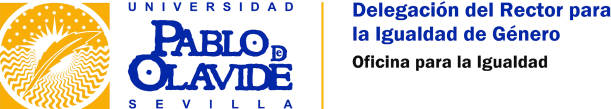 UNIVERSIDAD
PABLO DE
OLAVIDE
SEVILLA
Delegación del Rector para
la Igualdad de Género
Oficina para la Igualdad